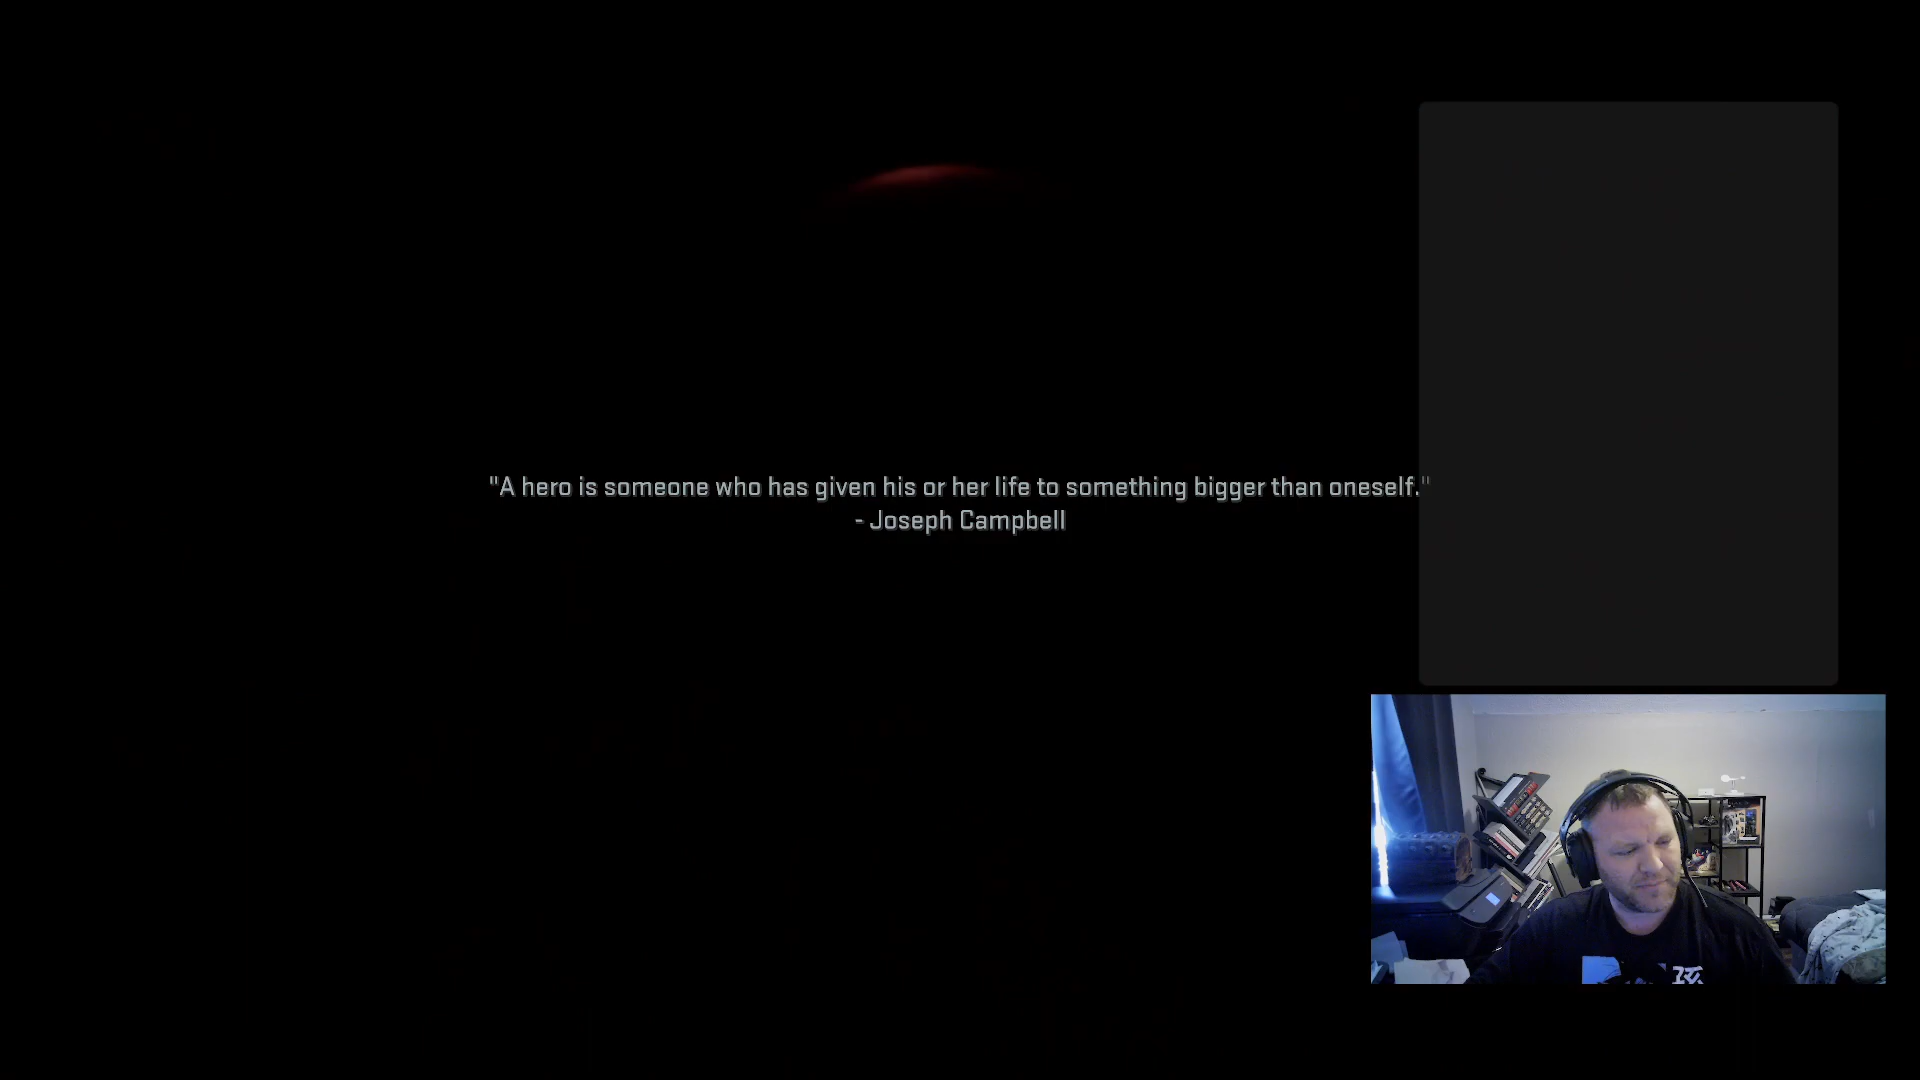 "A hero is someone who has given his or her life to something bigger than oneself."
- Joseph Campbell